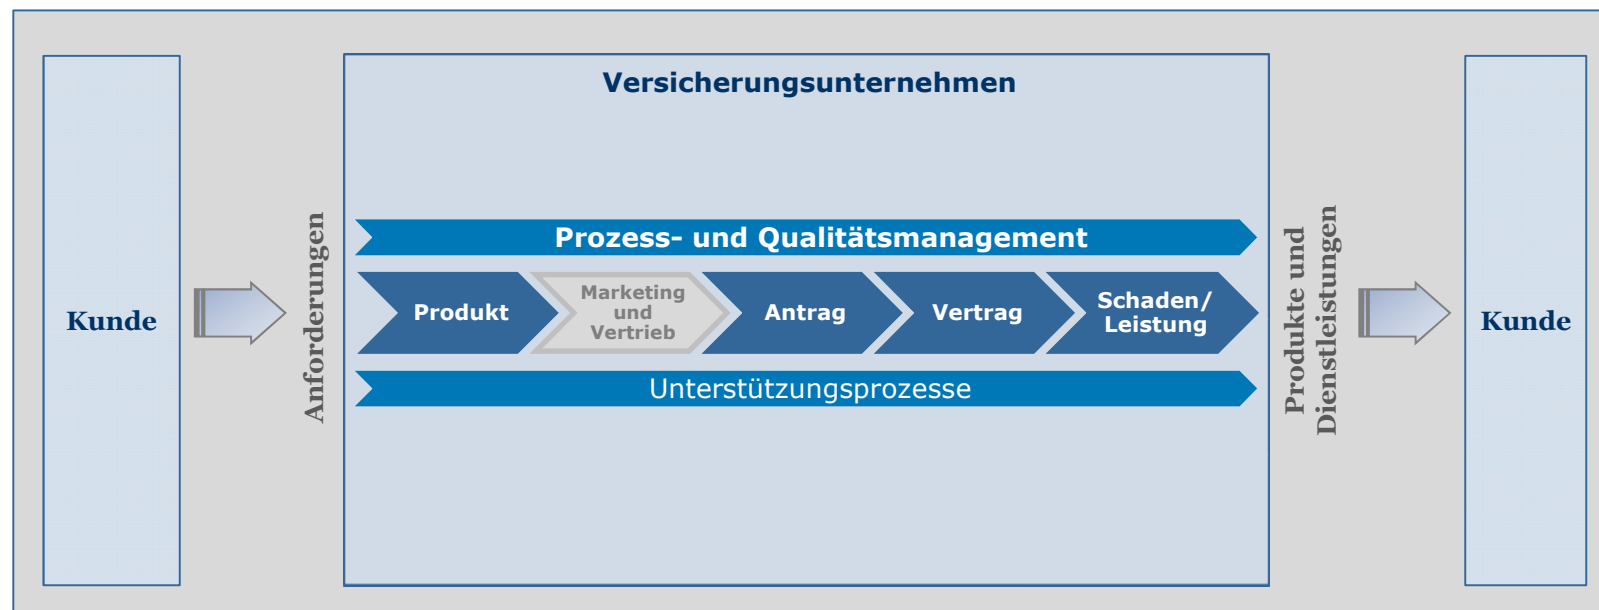 Versicherungsunternehmen
Kunde
Anforderungen
Prozess- und Qualitätsmanagement
Produkt
Marketing
und
Vertrieb
Antrag
Vertrag
Schaden/
Leistung
Unterstützungsprozesse
Produkte und
Dienstleistungen
Kunde